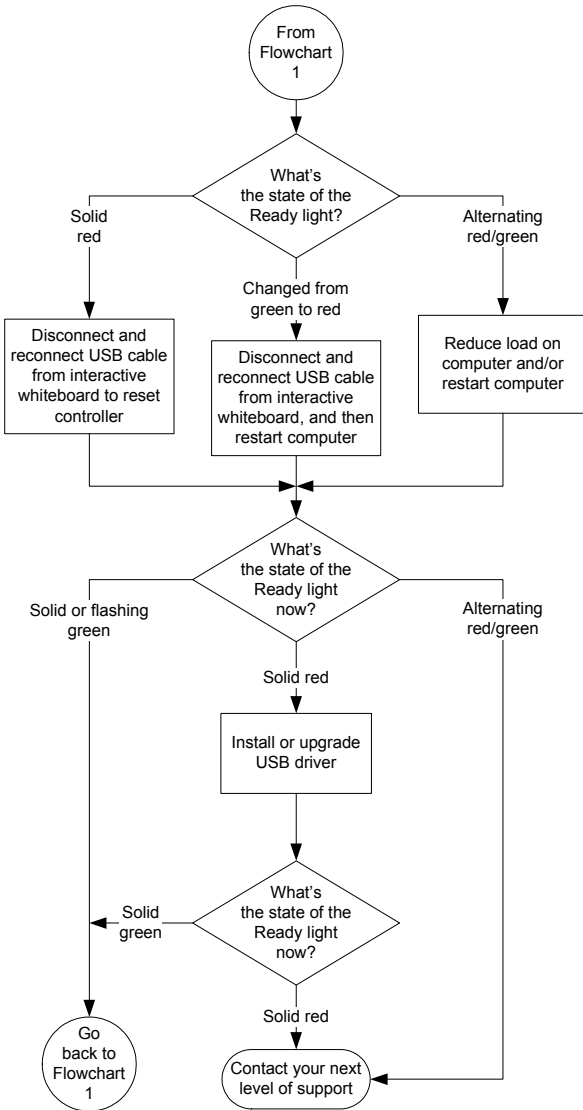 From
Flowchart
1
What's
the state of the
Ready light?
Solid
red
Changed from
green to red
Alternating
red/green
Disconnect and
reconnect USB cable
from interactive
whiteboard to reset
controller
Disconnect and
reconnect USB cable
from interactive
whiteboard, and then
restart computer
Reduce load on
computer and/or
restart computer
What's
the state of the
Ready light
now?
Solid or flashing
green
Solid red
Alternating
red/green
Install or upgrade
USB driver
What's
the state of the
Ready light
now?
Solid
green
Solid red
Go
back to
Flowchart
1
Contact your next
level of support